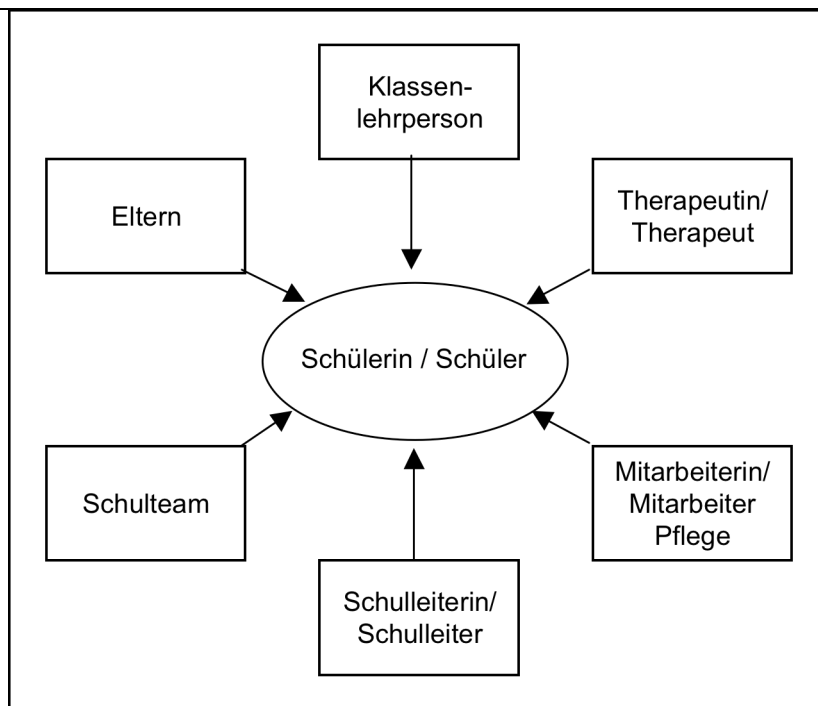 Klassen-
lehrperson
Eltern
Therapeutin/
Therapeut
Schülerin / Schüler
Schulteam
Mitarbeiterin/
Mitarbeiter
Pflege
Schulleiterin/
Schulleiter